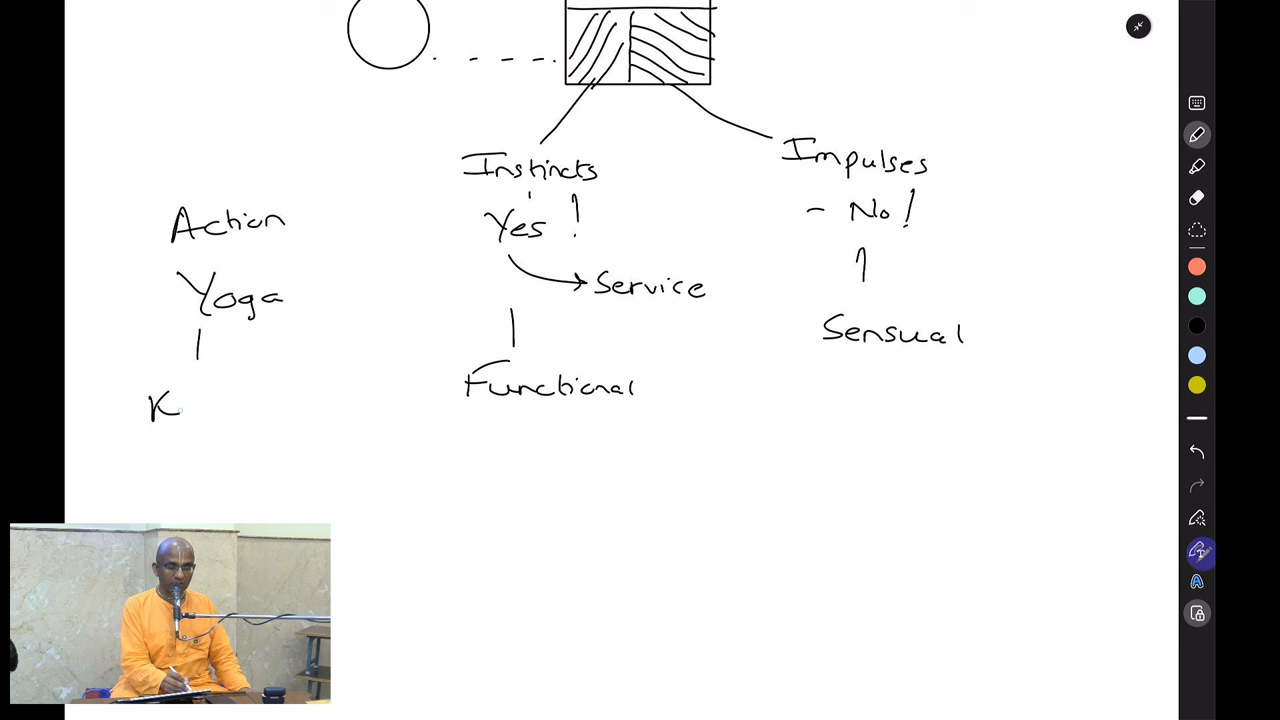 Instincts
Impulses
Yes !
- No!
Action
Service
Yoga
Sensual
Functional
K